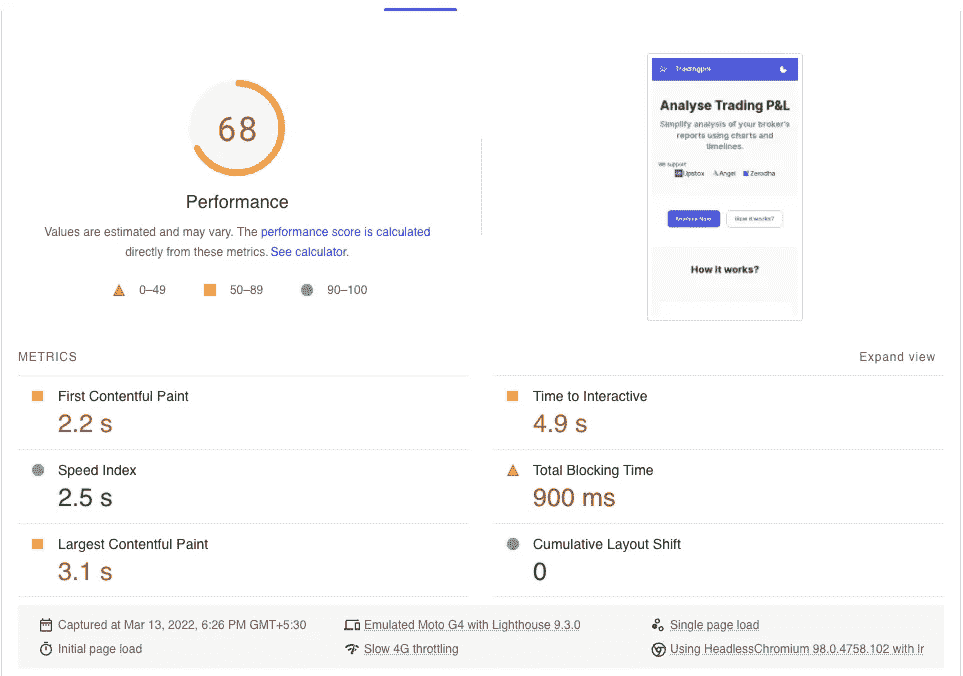 68
Performance
Values are estimated and may vary. The performance score is calculated
directly from these metrics. See calculator.
0–49
50–89
90–100
Analyse Trading P&L
Simplify analysis of your broker's
reports using charts and
timelines.
We support
Upstox Angel Zerodha
Analyse Now How it works?
How it works?
METRICS
Expand view
First Contentful Paint
2.2 s
Time to Interactive
4.9 s
Speed Index
2.5 s
Total Blocking Time
900 ms
Largest Contentful Paint
3.1 s
Cumulative Layout Shift
0
Captured at Mar 13, 2022, 6:26 PM GMT+5:30
Emulated Moto G4 with Lighthouse 9.3.0
Single page load
Initial page load
Slow 4G throttling
Using HeadlessChromium 98.0.4758.102 with lr